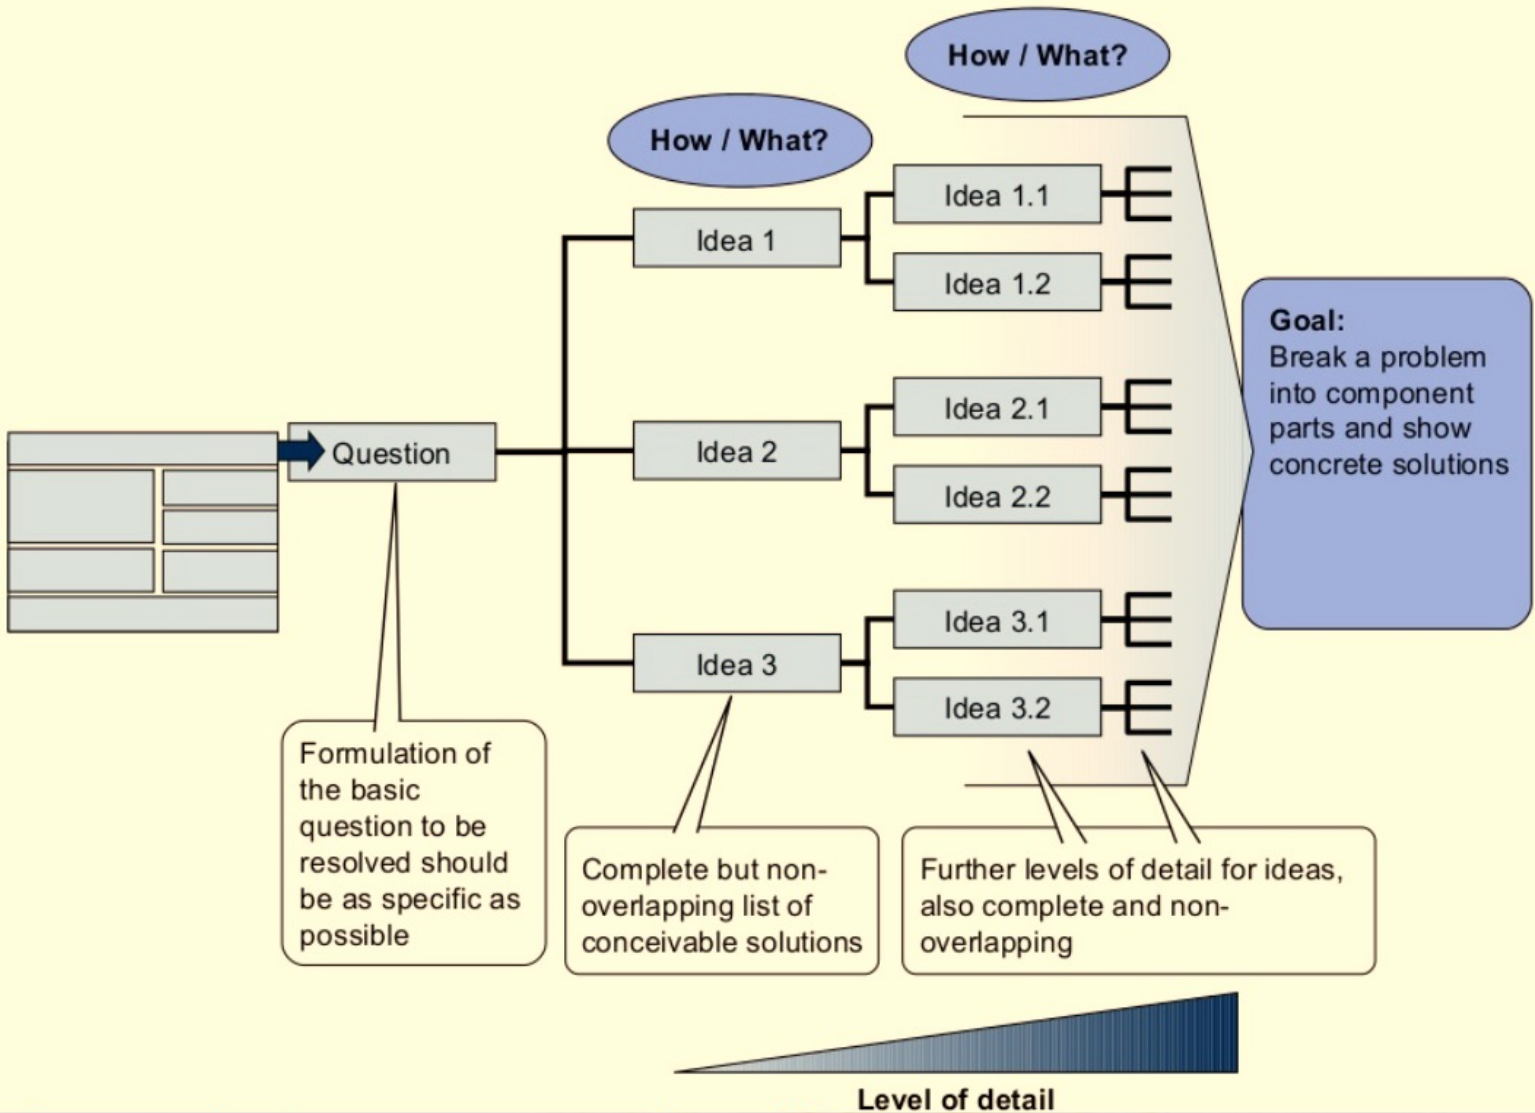 How / What?
How / What?
Idea 1.1
Idea 1
Idea 1.2
Goal:
Break a problem
into component
parts and show
concrete solutions
Idea 2.1
Question
Idea 2
Idea 2.2
Idea 3.1
Idea 3
Idea 3.2
Formulation of
the basic
question to be
resolved should
be as specific as
possible
Complete but non-
overlapping list of
conceivable solutions
Further levels of detail for ideas,
also complete and non-
overlapping
Level of detail